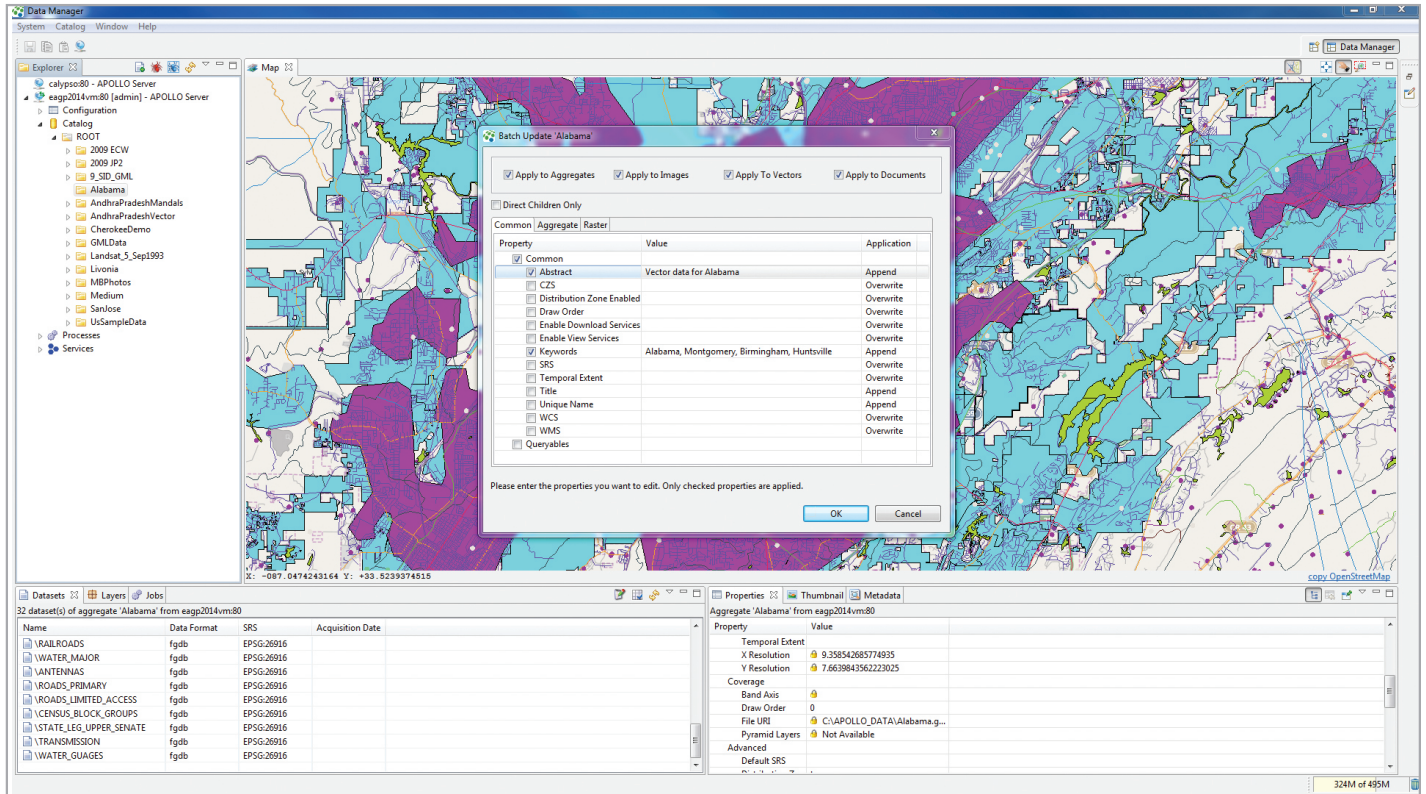 Data Manager
System Catalog Window Help
Data Manager
Explorer
calypso:80 - APOLLO Server
eagp2014vm:80 [admin] - APOLLO Server
Configuration
Catalog
ROOT
2009 ECW
2009 JP2
9_SID_GML
Alabama
AndhraPradeshMandals
AndhraPradeshVector
CherokeeDemo
GMLData
Landsat_5_Sep1993
Livonia
MBPhotos
Medium
SanJose
UsSampleData
Processes
Services
Map
Batch Update 'Alabama'
Apply to Aggregates Apply to Images Apply To Vectors Apply to Documents
Direct Children Only
Common Aggregate Raster
Property Value Application
Common
Abstract Vector data for Alabama Append
CZS Overwrite
Distribution Zone Enabled Overwrite
Draw Order Overwrite
Enable Download Services Overwrite
Enable View Services Overwrite
Keywords Alabama, Montgomery, Birmingham, Huntsville Append
SRS Overwrite
Temporal Extent Overwrite
Title Append
Unique Name Append
WCS Overwrite
WMS Overwrite
Queryables
Please enter the properties you want to edit. Only checked properties are applied.
OK Cancel
X: -087.0474243164 Y: +33.5239374515
copy OpenStreetMap
Datasets Layers Jobs
32 dataset(s) of aggregate 'Alabama' from eagp2014vm:80
Name Data Format SRS Acquisition Date
\RAILROADS fgdb EPSG:26916
\WATER_MAJOR fgdb EPSG:26916
\ANTENNAS fgdb EPSG:26916
\ROADS_PRIMARY fgdb EPSG:26916
\ROADS_LIMITED_ACCESS fgdb EPSG:26916
\CENSUS_BLOCK_GROUPS fgdb EPSG:26916
\STATE_LEG_UPPER_SENATE fgdb EPSG:26916
\TRANSMISSION fgdb EPSG:26916
\WATER_GUAGES fgdb EPSG:26916
Properties Thumbnail Metadata
Aggregate 'Alabama' from eagp2014vm:80
Property Value
Temporal Extent
X Resolution 9.358542685774935
Y Resolution 7.6639843562223025
Coverage
Band Axis
Draw Order 0
File URI C:\APOLLO_DATA\Alabama.g...
Pyramid Layers Not Available
Advanced
Default SRS
324M of 495M